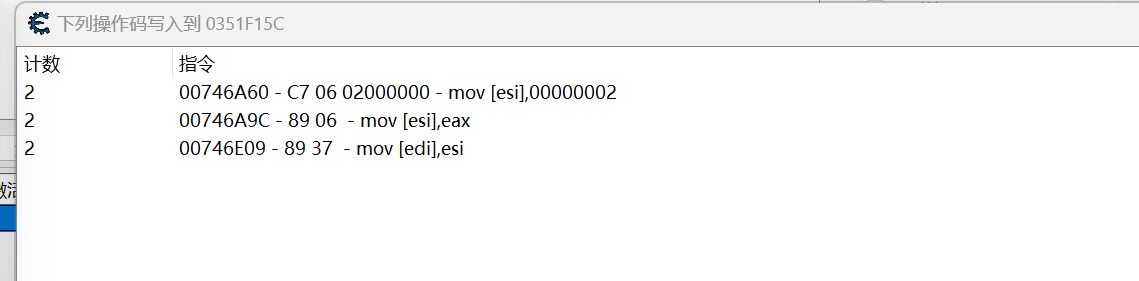 下列操作码写入到 0351F15C
计数 指令
2 00746A60 - C7 06 02000000 - mov [esi],00000002
2 00746A9C - 89 06 - mov [esi],eax
2 00746E09 - 89 37 - mov [edi],esi